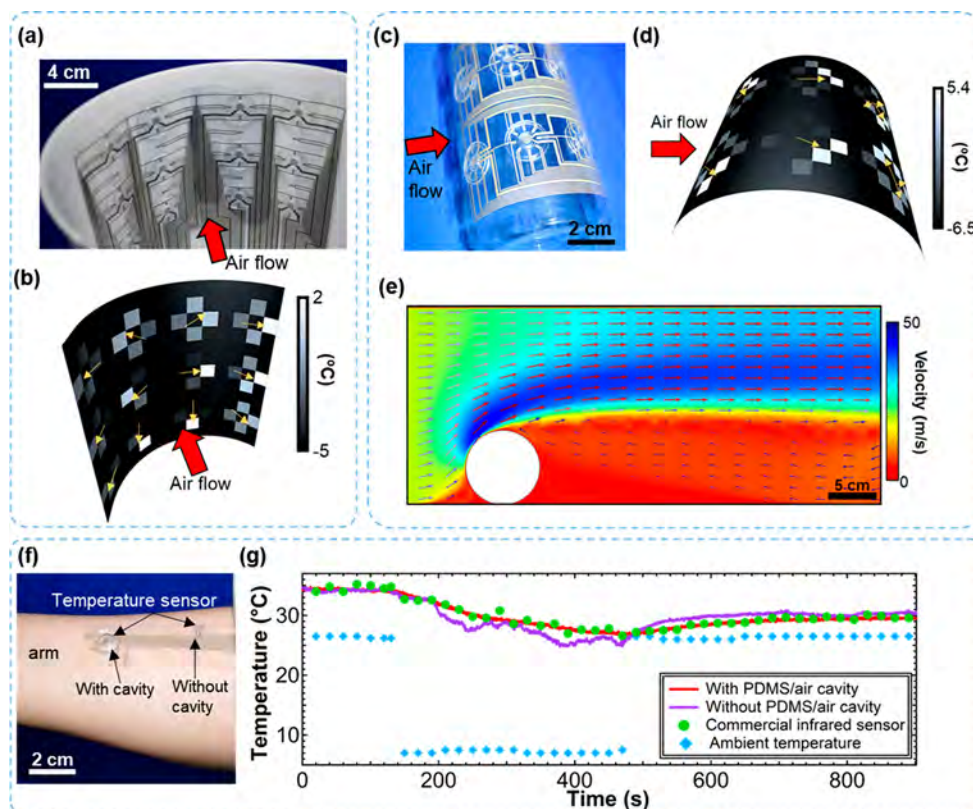 (a)
4 cm
Air flow
(b)
2
(°C)
-5
Air flow
(c)
Air
flow
2 cm
(d)
Air flow
5.4
(°C)
-6.5
(e)
50
Velocity (m/s)
0
5 cm
(f)
Temperature sensor
arm
With cavity
Without
cavity
2 cm
(g)
Temperature (°C)
30
20
10
With PDMS/air cavity
Without PDMS/air cavity
Commercial infrared sensor
Ambient temperature
0
200
400
600
800
Time (s)